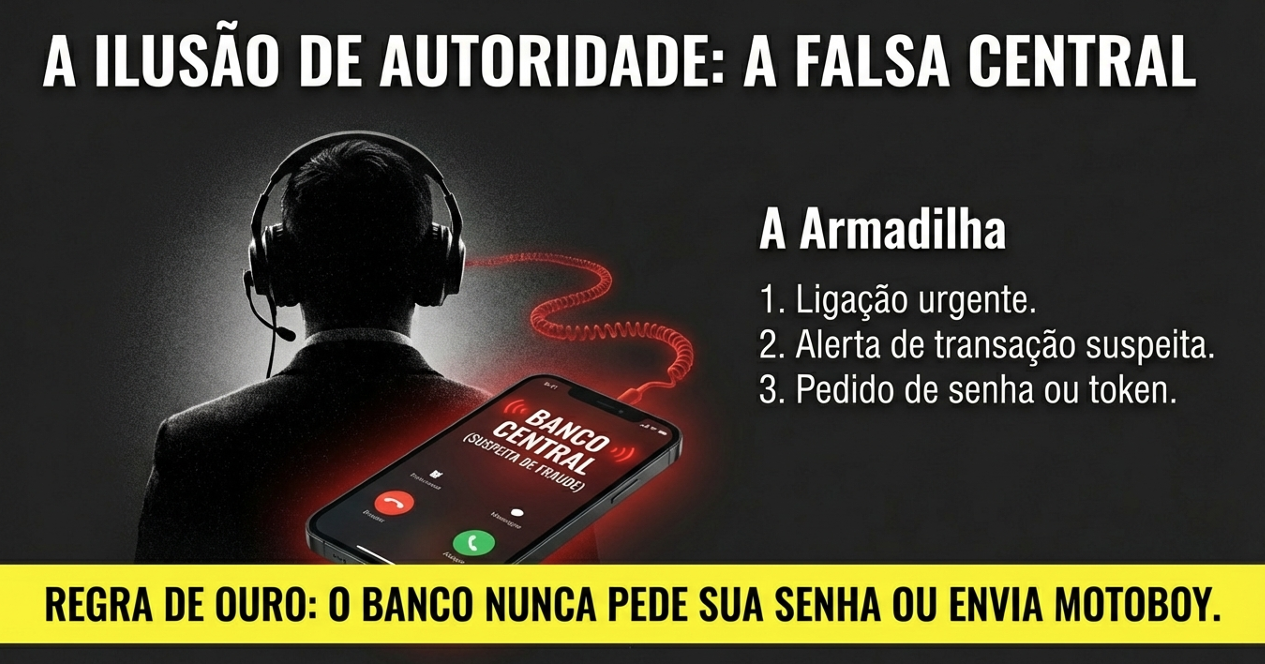 A ILUSÃO DE AUTORIDADE: A FALSA CENTRAL
A Armadilha
1. Ligação urgente.
2. Alerta de transação suspeita.
3. Pedido de senha ou token.
BANCO
CENTRAL
(SUSPEITA DE FRAUDE)
REGRA DE OURO: O BANCO NUNCA PEDE SUA SENHA OU ENVIA MOTOBOY.